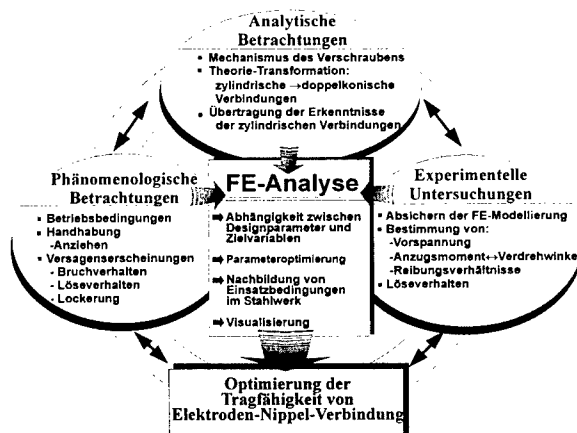 Analytische
Betrachtungen
▪ Mechanismus des Verschraubens
▪ Theorie-Transformation:
zylindrische →doppelkonische
Verbindungen
▪ Übertragung der Erkenntnisse
der zylindrischen Verbindungen
Phänomenologische
Betrachtungen
▪ Betriebsbedingungen
▪ Handhabung
-Anziehen
▪ Versagenserscheinungen
- Bruchverhalten
- Löseverhalten
- Lockerung
FE-Analyse
➡ Abhängigkeit zwischen
Designparameter und
Zielvariablen
➡ Parameteroptimierung
➡ Nachbildung von
Einsatzbedingungen
im Stahlwerk
➡ Visualisierung
Experimentelle
Untersuchungen
▪ Absichern der FE-Modellierung
▪ Bestimmung von:
-Vorspannung
-Anzugsmoment↔Verdrehwinke
-Reibungsverhältnisse
▪ Löseverhalten
Optimierung der
Tragfähigkeit von
Elektroden-Nippel-Verbindung